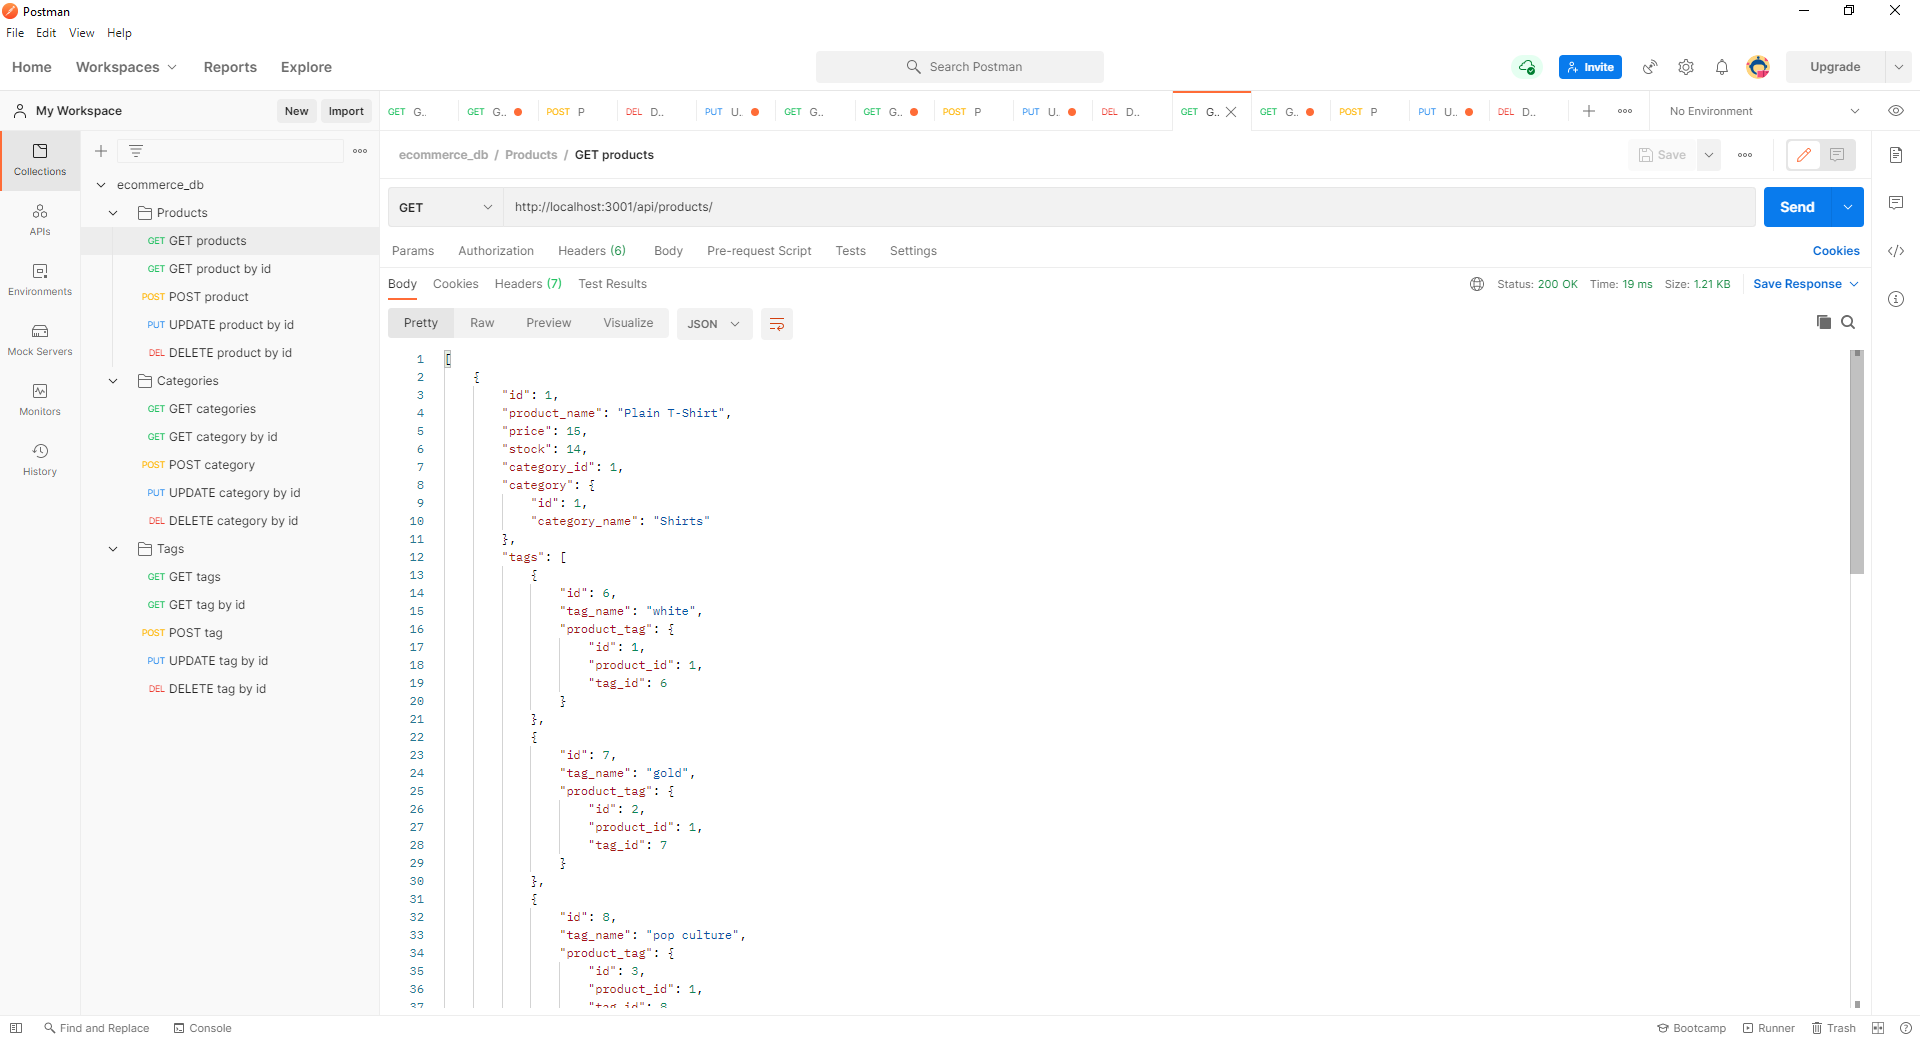 Postman
File Edit View Help
Home Workspaces Reports Explore
Search Postman
Invite
Upgrade
My Workspace
New Import
GET G..
GET G..
POST P
DEL D..
PUT U..
GET G..
GET G..
POST P
PUT U..
DEL D..
GET G..
GET G..
POST P
PUT U..
DEL D..
No Environment
Collections
APIs
Environments
Mock Servers
Monitors
History
ecommerce_db
Products
GET GET products
GET GET product by id
POST POST product
PUT UPDATE product by id
DEL DELETE product by id
Categories
GET GET categories
GET GET category by id
POST POST category
PUT UPDATE category by id
DEL DELETE category by id
Tags
GET GET tags
GET GET tag by id
POST POST tag
PUT UPDATE tag by id
DEL DELETE tag by id
ecommerce_db / Products / GET products
Save
GET http://localhost:3001/api/products/
Send
Params Authorization Headers (6) Body Pre-request Script Tests Settings
Cookies
Body Cookies Headers (7) Test Results
Status: 200 OK Time: 19 ms Size: 1.21 KB Save Response
Pretty Raw Preview Visualize JSON
1 [
2 {
3 "id": 1,
4 "product_name": "Plain T-Shirt",
5 "price": 15,
6 "stock": 14,
7 "category_id": 1,
8 "category": {
9 "id": 1,
10 "category_name": "Shirts"
11 },
12 "tags": [
13 {
14 "id": 6,
15 "tag_name": "white",
16 "product_tag": {
17 "id": 1,
18 "product_id": 1,
19 "tag_id": 6
20 }
21 },
22 {
23 "id": 7,
24 "tag_name": "gold",
25 "product_tag": {
26 "id": 2,
27 "product_id": 1,
28 "tag_id": 7
29 }
30 },
31 {
32 "id": 8,
33 "tag_name": "pop culture",
34 "product_tag": {
35 "id": 3,
36 "product_id": 1,
37 "tag_id": 8
Find and Replace Console
Bootcamp Runner Trash